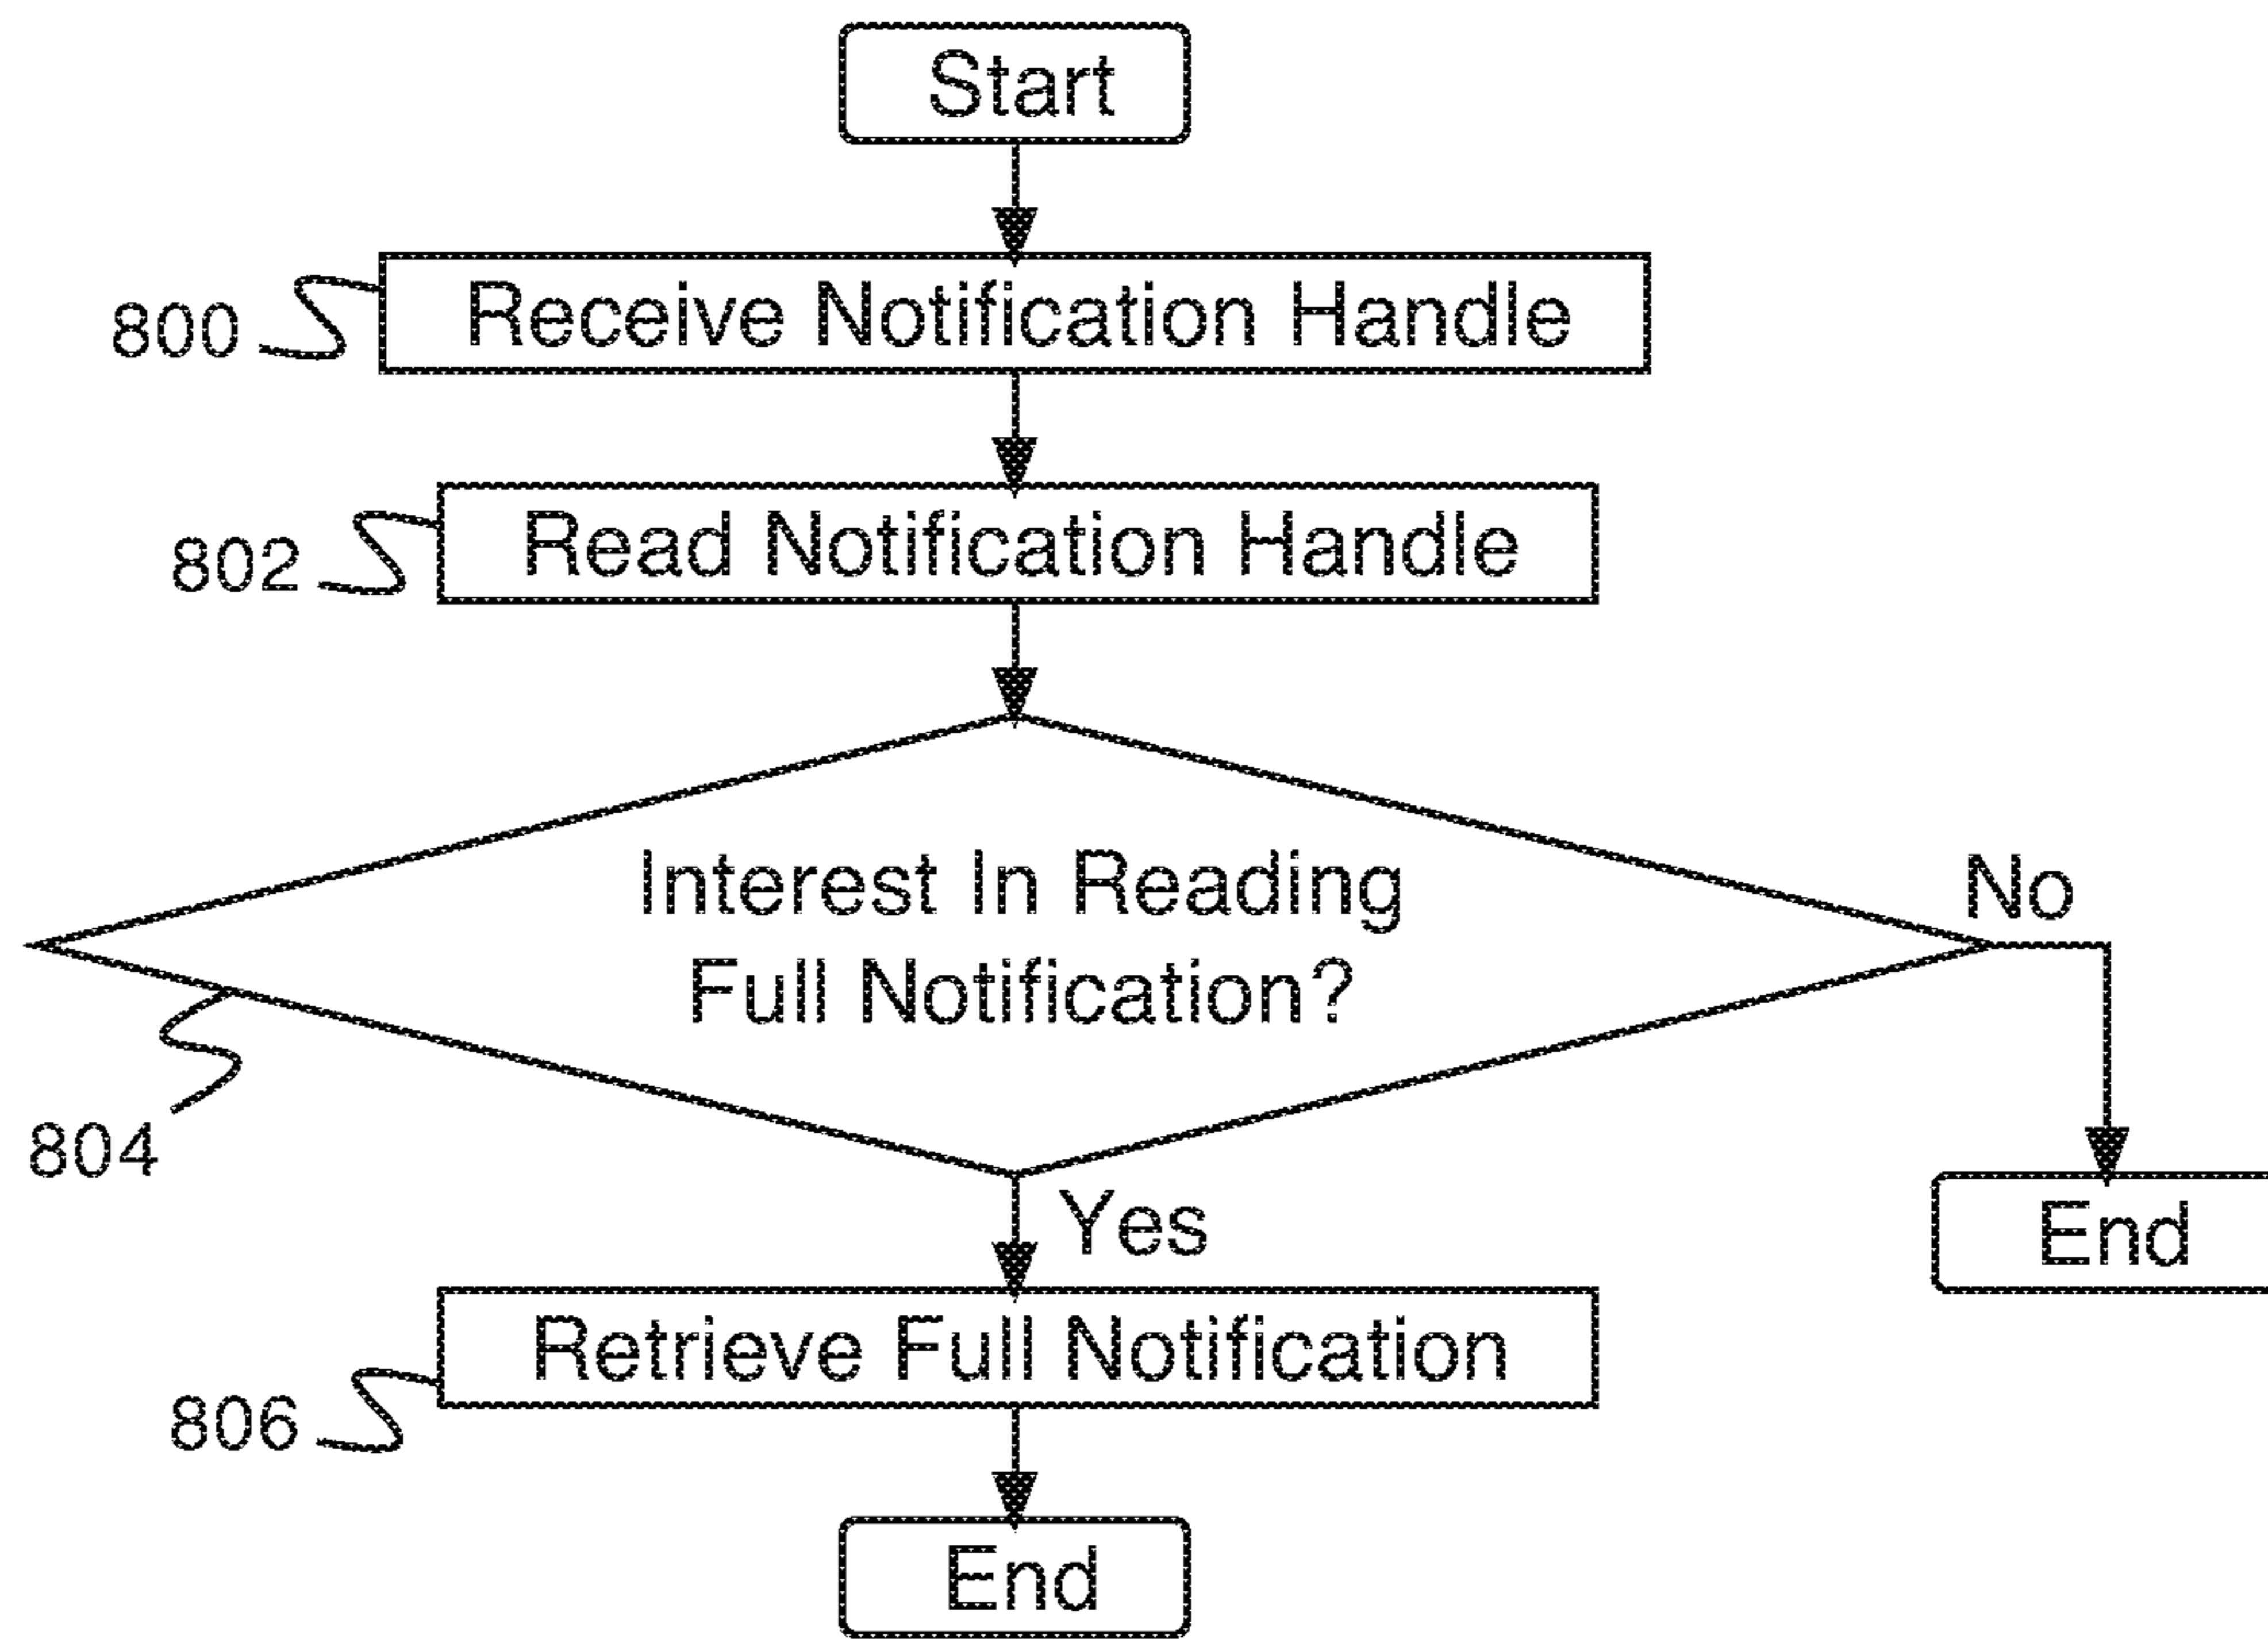 Start
800
Receive Notification Handle
802
Read Notification Handle
Interest In Reading
Full Notification?
No
804
Yes
End
Retrieve Full Notification
806
End